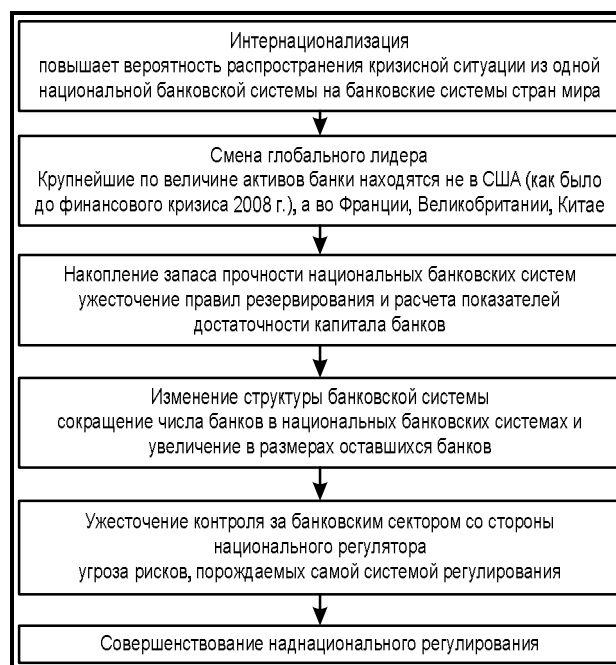 Интернационализация
повышает вероятность распространения кризисной ситуации из одной
национальной банковской системы на банковские системы стран мира
Смена глобального лидера
Крупнейшие по величине активов банки находятся не в США (как было
до финансового кризиса 2008 г.), а во Франции, Великобритании, Китае
Накопление запаса прочности национальных банковских систем
ужесточение правил резервирования и расчета показателей
достаточности капитала банков
Изменение структуры банковской системы
сокращение числа банков в национальных банковских системах и
увеличение в размерах оставшихся банков
Ужесточение контроля за банковским сектором со стороны
национального регулятора
угроза рисков, порождаемых самой системой регулирования
Совершенствование наднационального регулирования